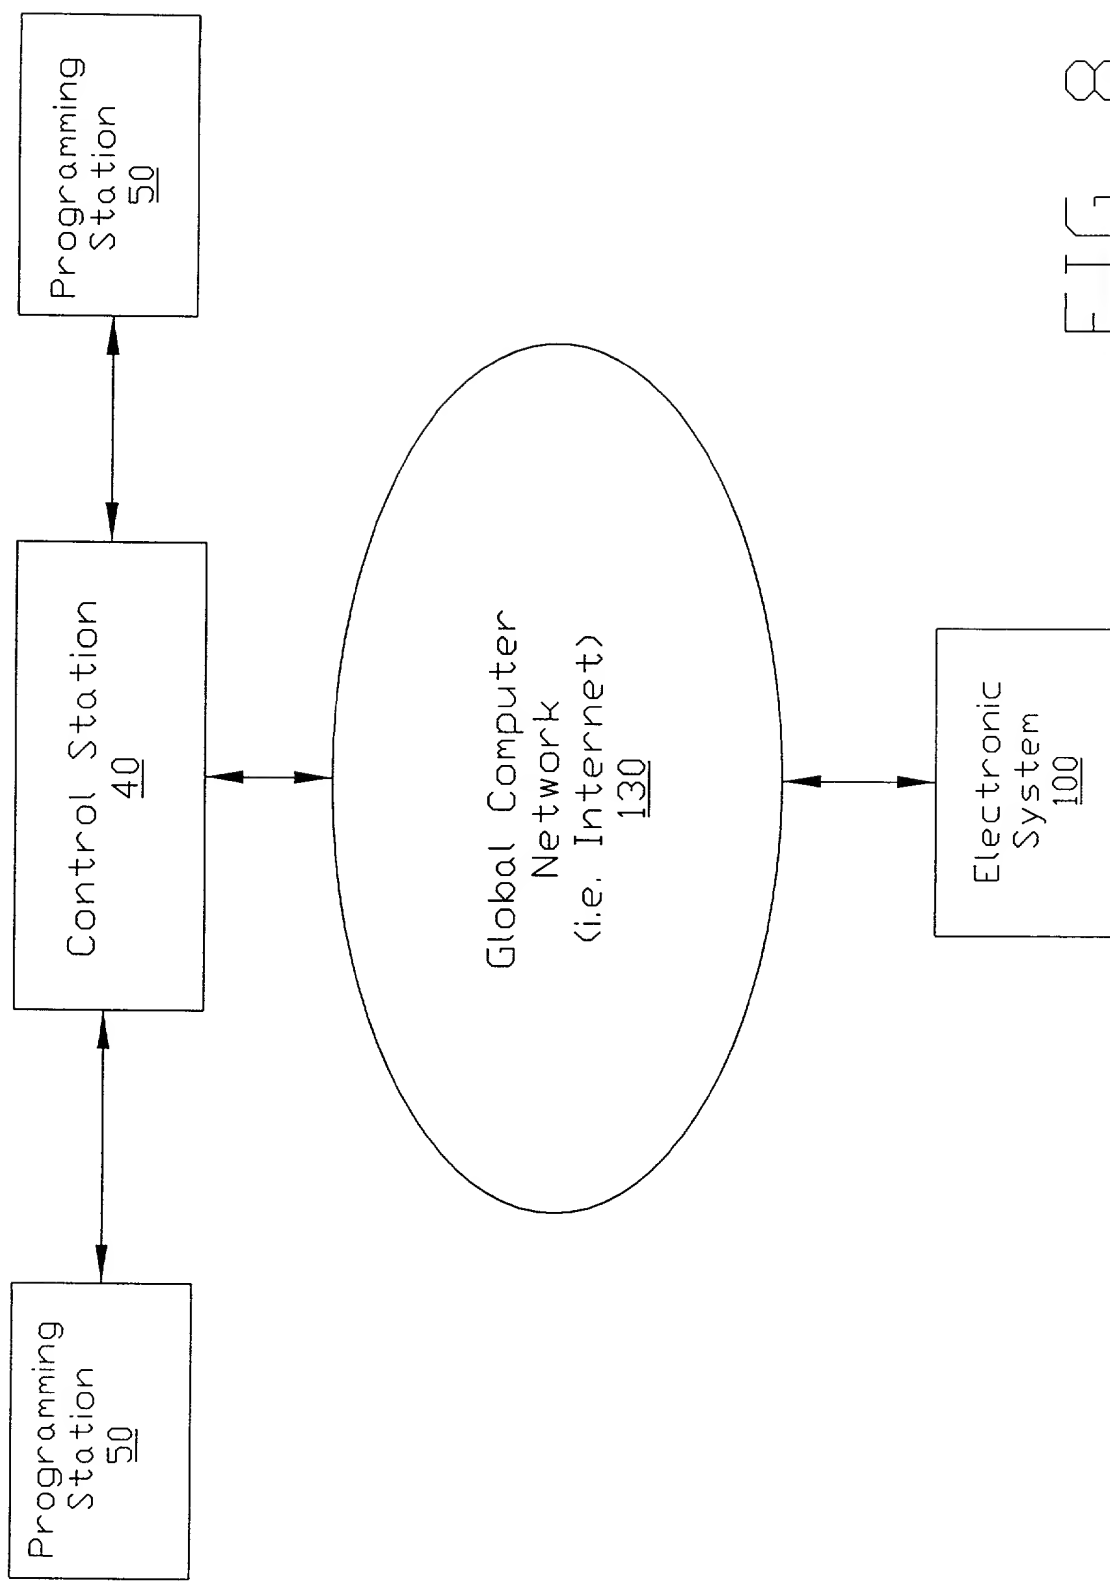 Programming
Station
50
Control Station
40
Programming
Station
50
Global Computer
Network
(i.e. Internet)
130
Electronic
System
100
FIG 8